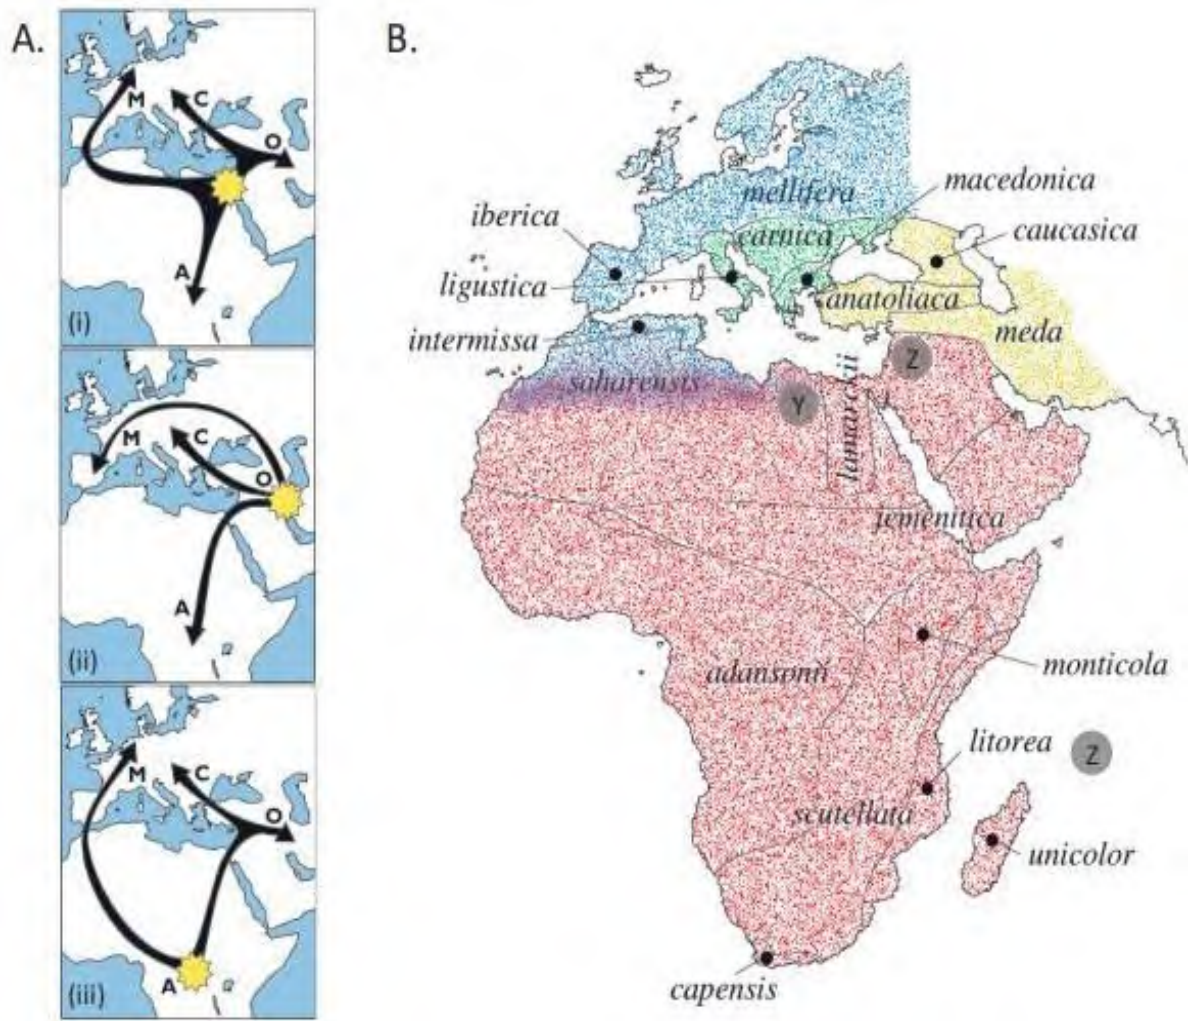 A.
M
C
O
A
(i)
M
C
O
A
(ii)
M
C
O
A
(iii)
B.
mellifera
macedonica
iberica
carnica
caucasica
ligustica
anatoliaca
intermissa
meda
saharensis
Z
Y
lamarckii
jemenitica
adansonii
monticola
litorea
Z
scutellata
unicolor
capensis